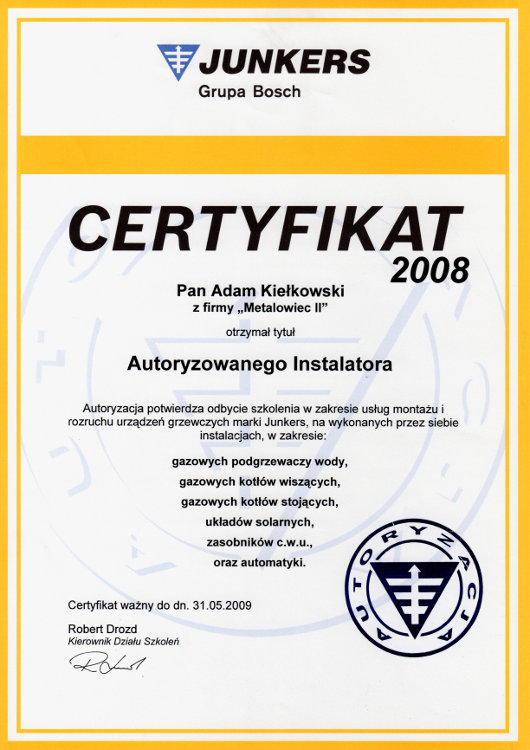 JUNKERS
Grupa Bosch
CERTYFIKAT
2008
Pan Adam Kiełkowski
z firmy „Metalowiec II”
otrzymał tytuł
Autoryzowanego Instalatora
Autoryzacja potwierdza odbycie szkolenia w zakresie usług montażu i
rozruchu urządzeń grzewczych marki Junkers, na wykonanych przez siebie
instalacjach, w zakresie:
gazowych podgrzewaczy wody,
gazowych kotłów wiszących,
gazowych kotłów stojących,
układów solarnych,
zasobników c.w.u.,
oraz automatyki.
AUTORYZACJA
Certyfikat ważny do dn. 31.05.2009
Robert Drozd
Kierownik Działu Szkoleń